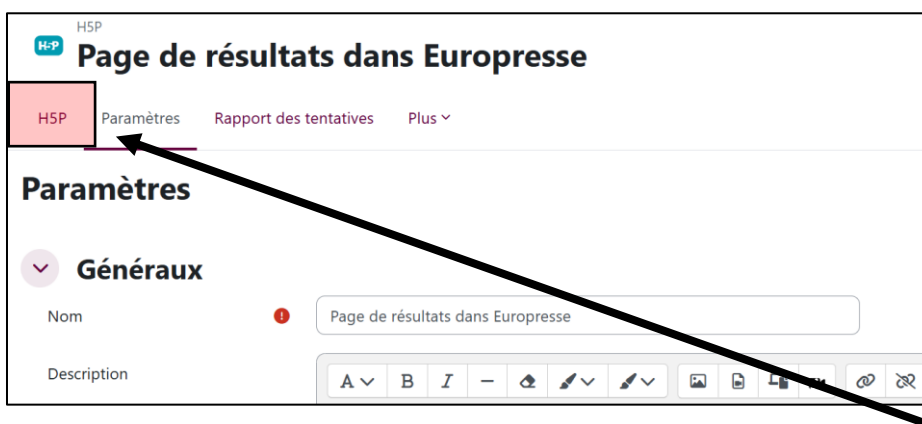 H5P
H-P
Page de résultats dans Europresse
H5P Paramètres Rapport des tentatives Plus
Paramètres
Généraux
Nom ! Page de résultats dans Europresse
Description A B I